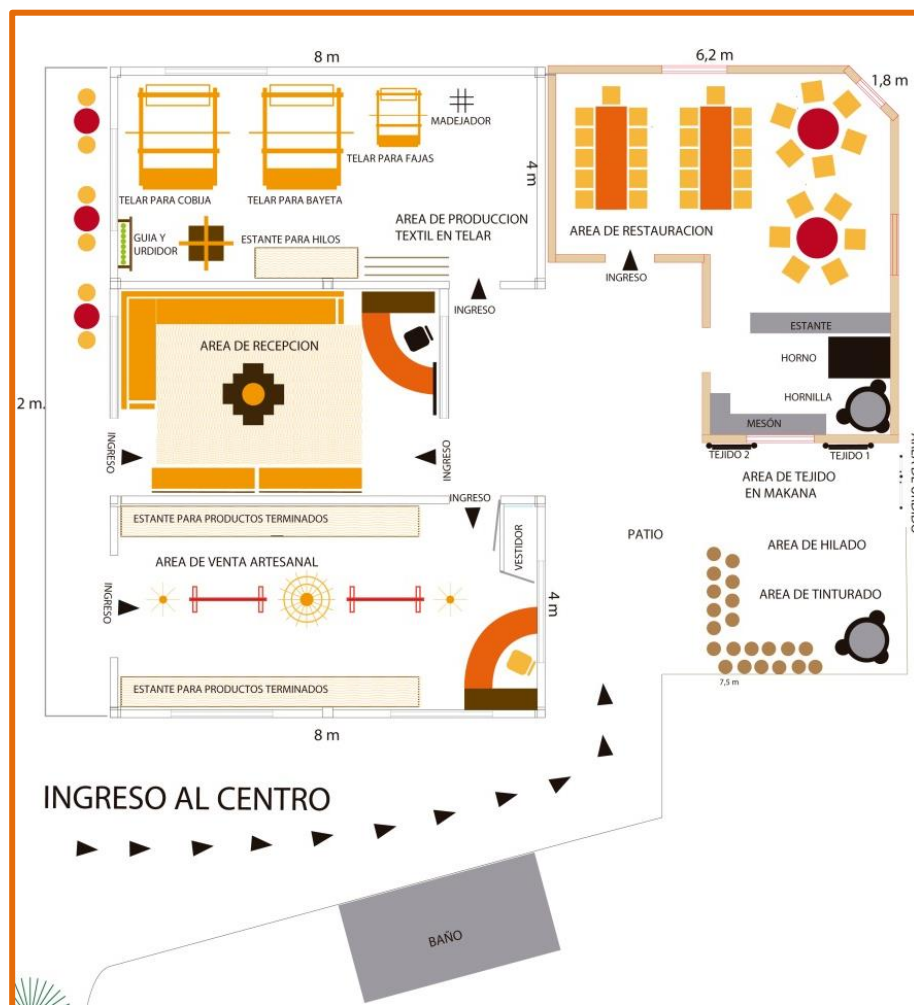 8 m
6,2 m
1,8 m
MADEJADOR
TELAR PARA FAJAS
4 m
TELAR PARA COBIJA
TELAR PARA BAYETA
AREA DE PRODUCCION
TEXTIL EN TELAR
AREA DE RESTAURACION
GUIA Y
URDIDOR
ESTANTE PARA HILOS
INGRESO
INGRESO
ESTANTE
AREA DE RECEPCION
HORNO
HORNILLA
2 m.
MESÓN
INGRESO
INGRESO
TEJIDO 2
TEJIDO 1
AREA DE TEJIDO
EN MAKANA
INGRESO
ESTANTE PARA PRODUCTOS TERMINADOS
VESTIDOR
PATIO
AREA DE HILADO
AREA DE VENTA ARTESANAL
INGRESO
4 m
AREA DE TINTURADO
ESTANTE PARA PRODUCTOS TERMINADOS
7,5 m
8 m
INGRESO AL CENTRO
BAÑO